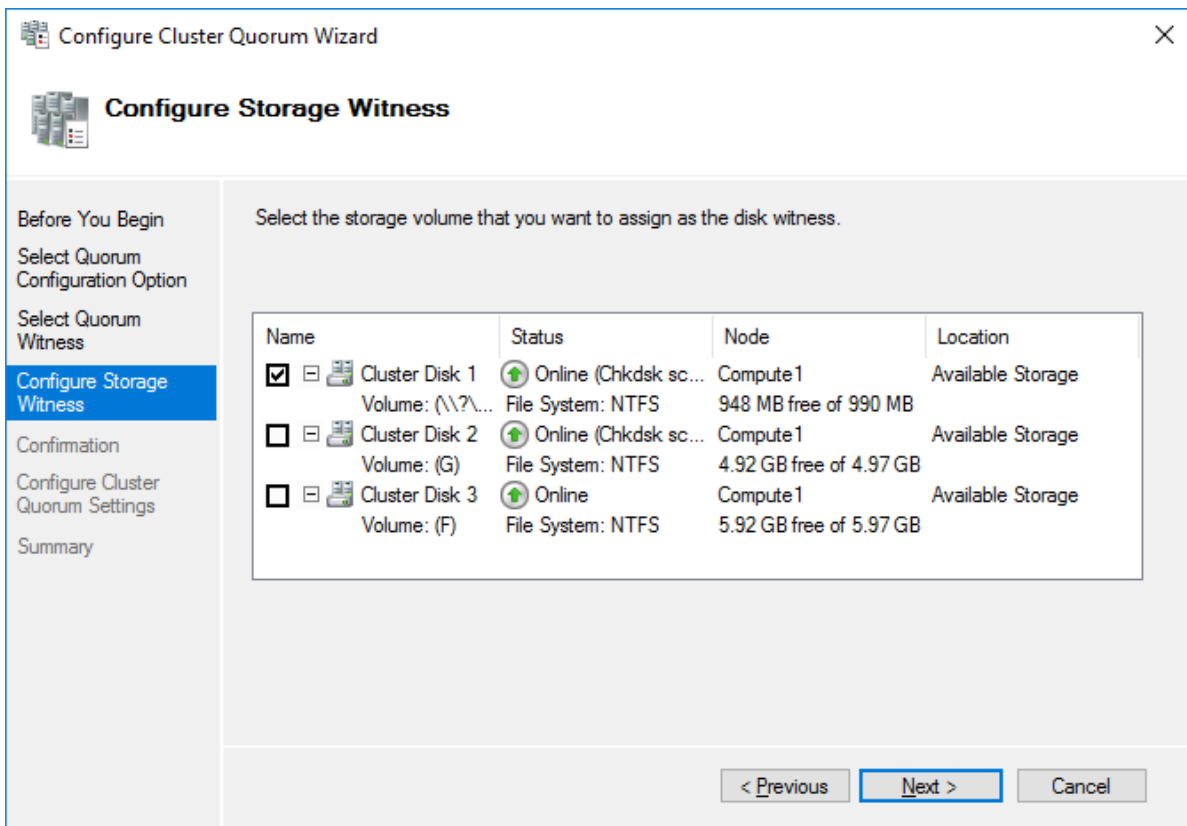 Configure Cluster Quorum Wizard
Configure Storage Witness
Before You Begin
Select Quorum
Configuration Option
Select Quorum
Witness
Configure Storage
Witness
Confirmation
Configure Cluster
Quorum Settings
Summary
Select the storage volume that you want to assign as the disk witness.
Name Status Node Location
Cluster Disk 1 Online (Chkdsk sc... Compute1 Available Storage
Volume: (\\?\... File System: NTFS 948 MB free of 990 MB
Cluster Disk 2 Online (Chkdsk sc... Compute1 Available Storage
Volume: (G) File System: NTFS 4.92 GB free of 4.97 GB
Cluster Disk 3 Online Compute1 Available Storage
Volume: (F) File System: NTFS 5.92 GB free of 5.97 GB
< Previous Next > Cancel